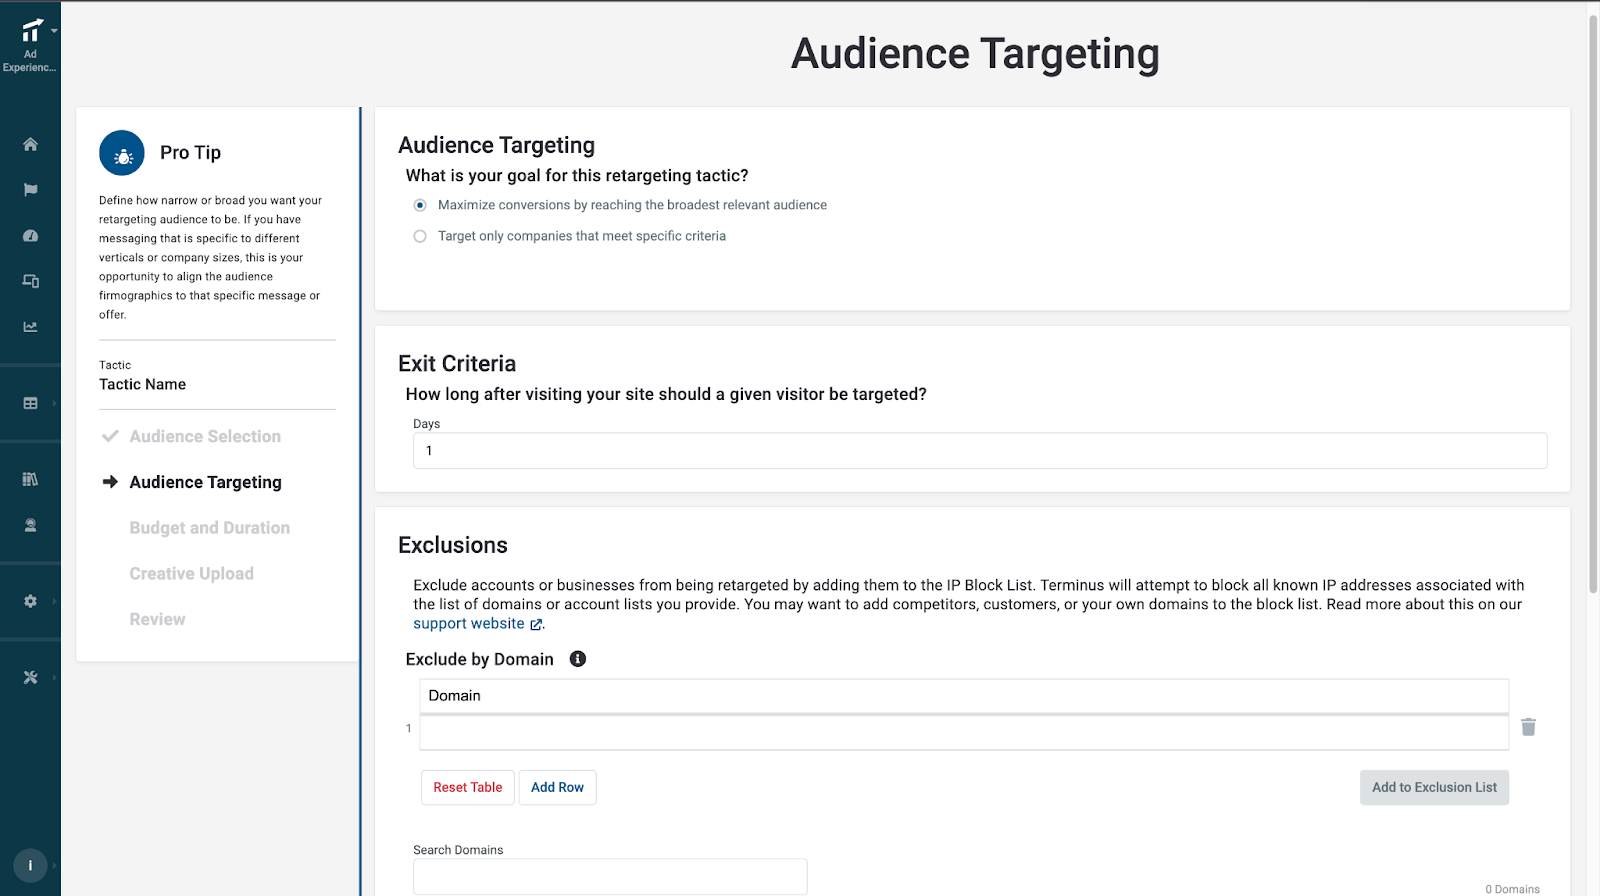 Ad
Experienc...
Audience Targeting
Pro Tip
Define how narrow or broad you want your
retargeting audience to be. If you have
messaging that is specific to different
verticals or company sizes, this is your
opportunity to align the audience
firmographics to that specific message or
offer.
Tactic
Tactic Name
Audience Selection
Audience Targeting
Budget and Duration
Creative Upload
Review
Audience Targeting
What is your goal for this retargeting tactic?
Maximize conversions by reaching the broadest relevant audience
Target only companies that meet specific criteria
Exit Criteria
How long after visiting your site should a given visitor be targeted?
Days
1
Exclusions
Exclude accounts or businesses from being retargeted by adding them to the IP Block List. Terminus will attempt to block all known IP addresses associated with
the list of domains or account lists you provide. You may want to add competitors, customers, or your own domains to the block list. Read more about this on our
support website.
Exclude by Domain
Domain
1
Reset Table Add Row Add to Exclusion List
Search Domains
0 Domains